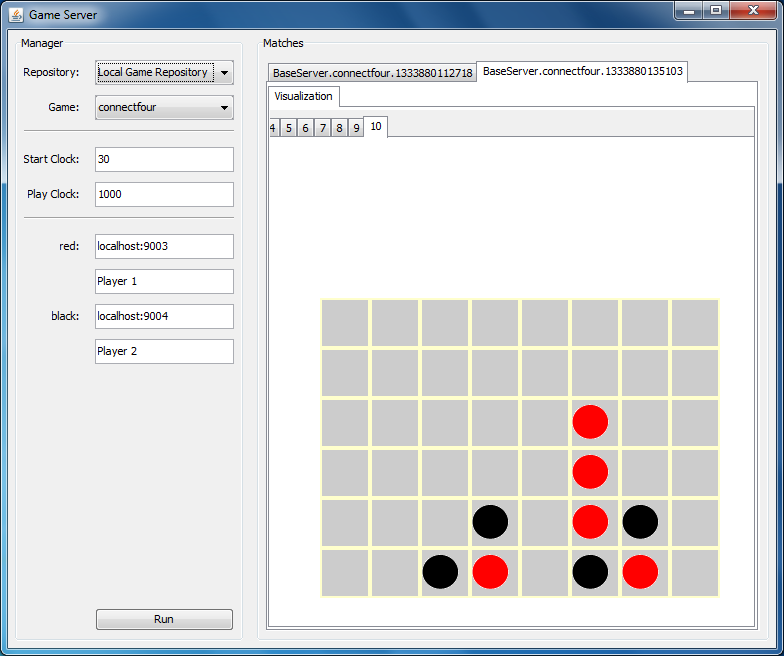 Game Server
Manager
Repository: Local Game Repository
Game: connectfour
Start Clock: 30
Play Clock: 1000
red: localhost:9003
Player 1
black: localhost:9004
Player 2
Run
Matches
BaseServer.connectfour.1333880112718 BaseServer.connectfour.1333880135103
Visualization
4 5 6 7 8 9 10